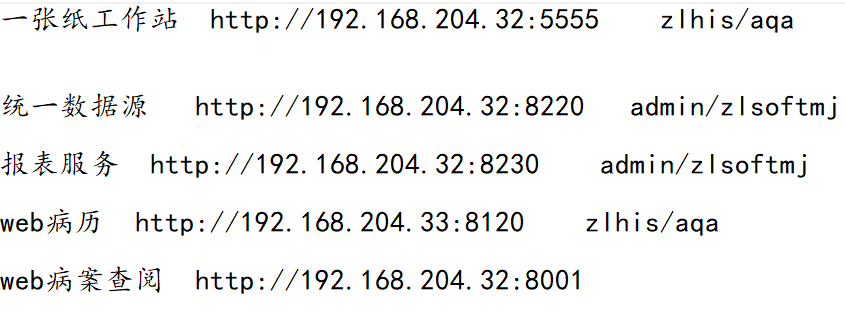 一张纸工作站 http://192.168.204.32:5555 zlhis/aqa
统一数据源 http://192.168.204.32:8220 admin/zlsoftmj
报表服务 http://192.168.204.32:8230 admin/zlsoftmj
web病历 http://192.168.204.33:8120 zlhis/aqa
web病案查阅 http://192.168.204.32:8001